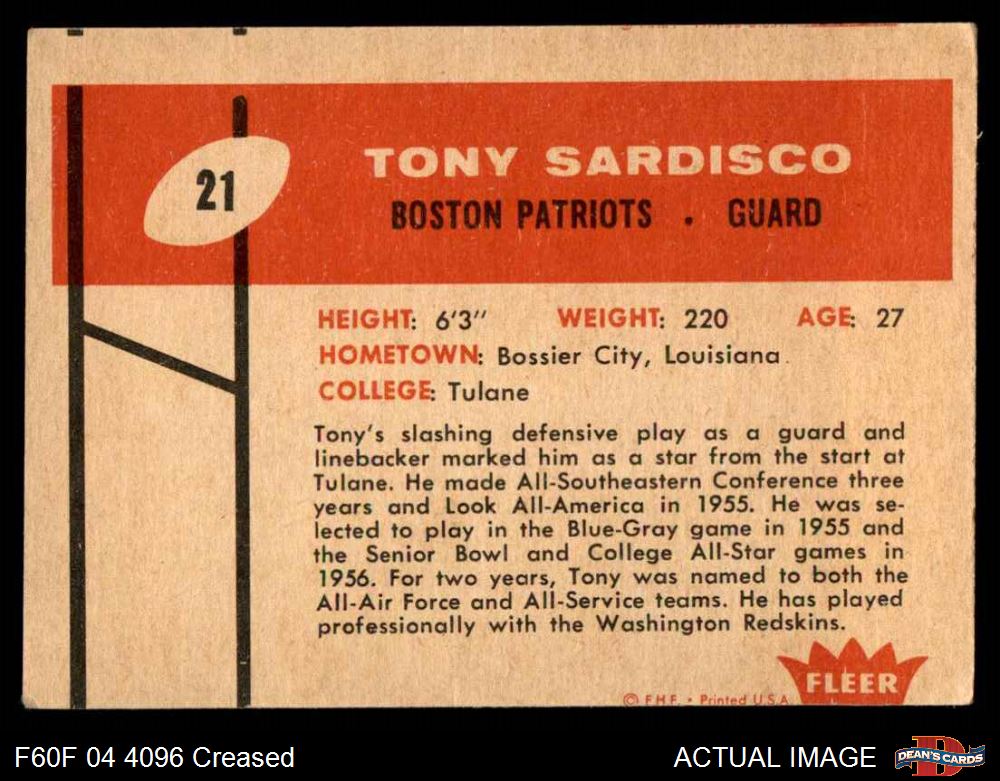 21
TONY SARDISCO
BOSTON PATRIOTS . GUARD
HEIGHT: 6'3" WEIGHT: 220 AGE: 27
HOMETOWN: Bossier City, Louisiana
COLLEGE: Tulane
Tony's slashing defensive play as a guard and
linebacker marked him as a star from the start at
Tulane. He made All-Southeastern Conference three
years and Look All-America in 1955. He was se-
lected to play in the Blue-Gray game in 1955 and
the Senior Bowl and College All-Star games in
1956. For two years, Tony was named to both the
All-Air Force and All-Service teams. He has played
professionally with the Washington Redskins.
FLEER
© F.H.F. • Printed U.S.A.
F60F 04 4096 Creased
ACTUAL IMAGE
DEAN'S CARDS